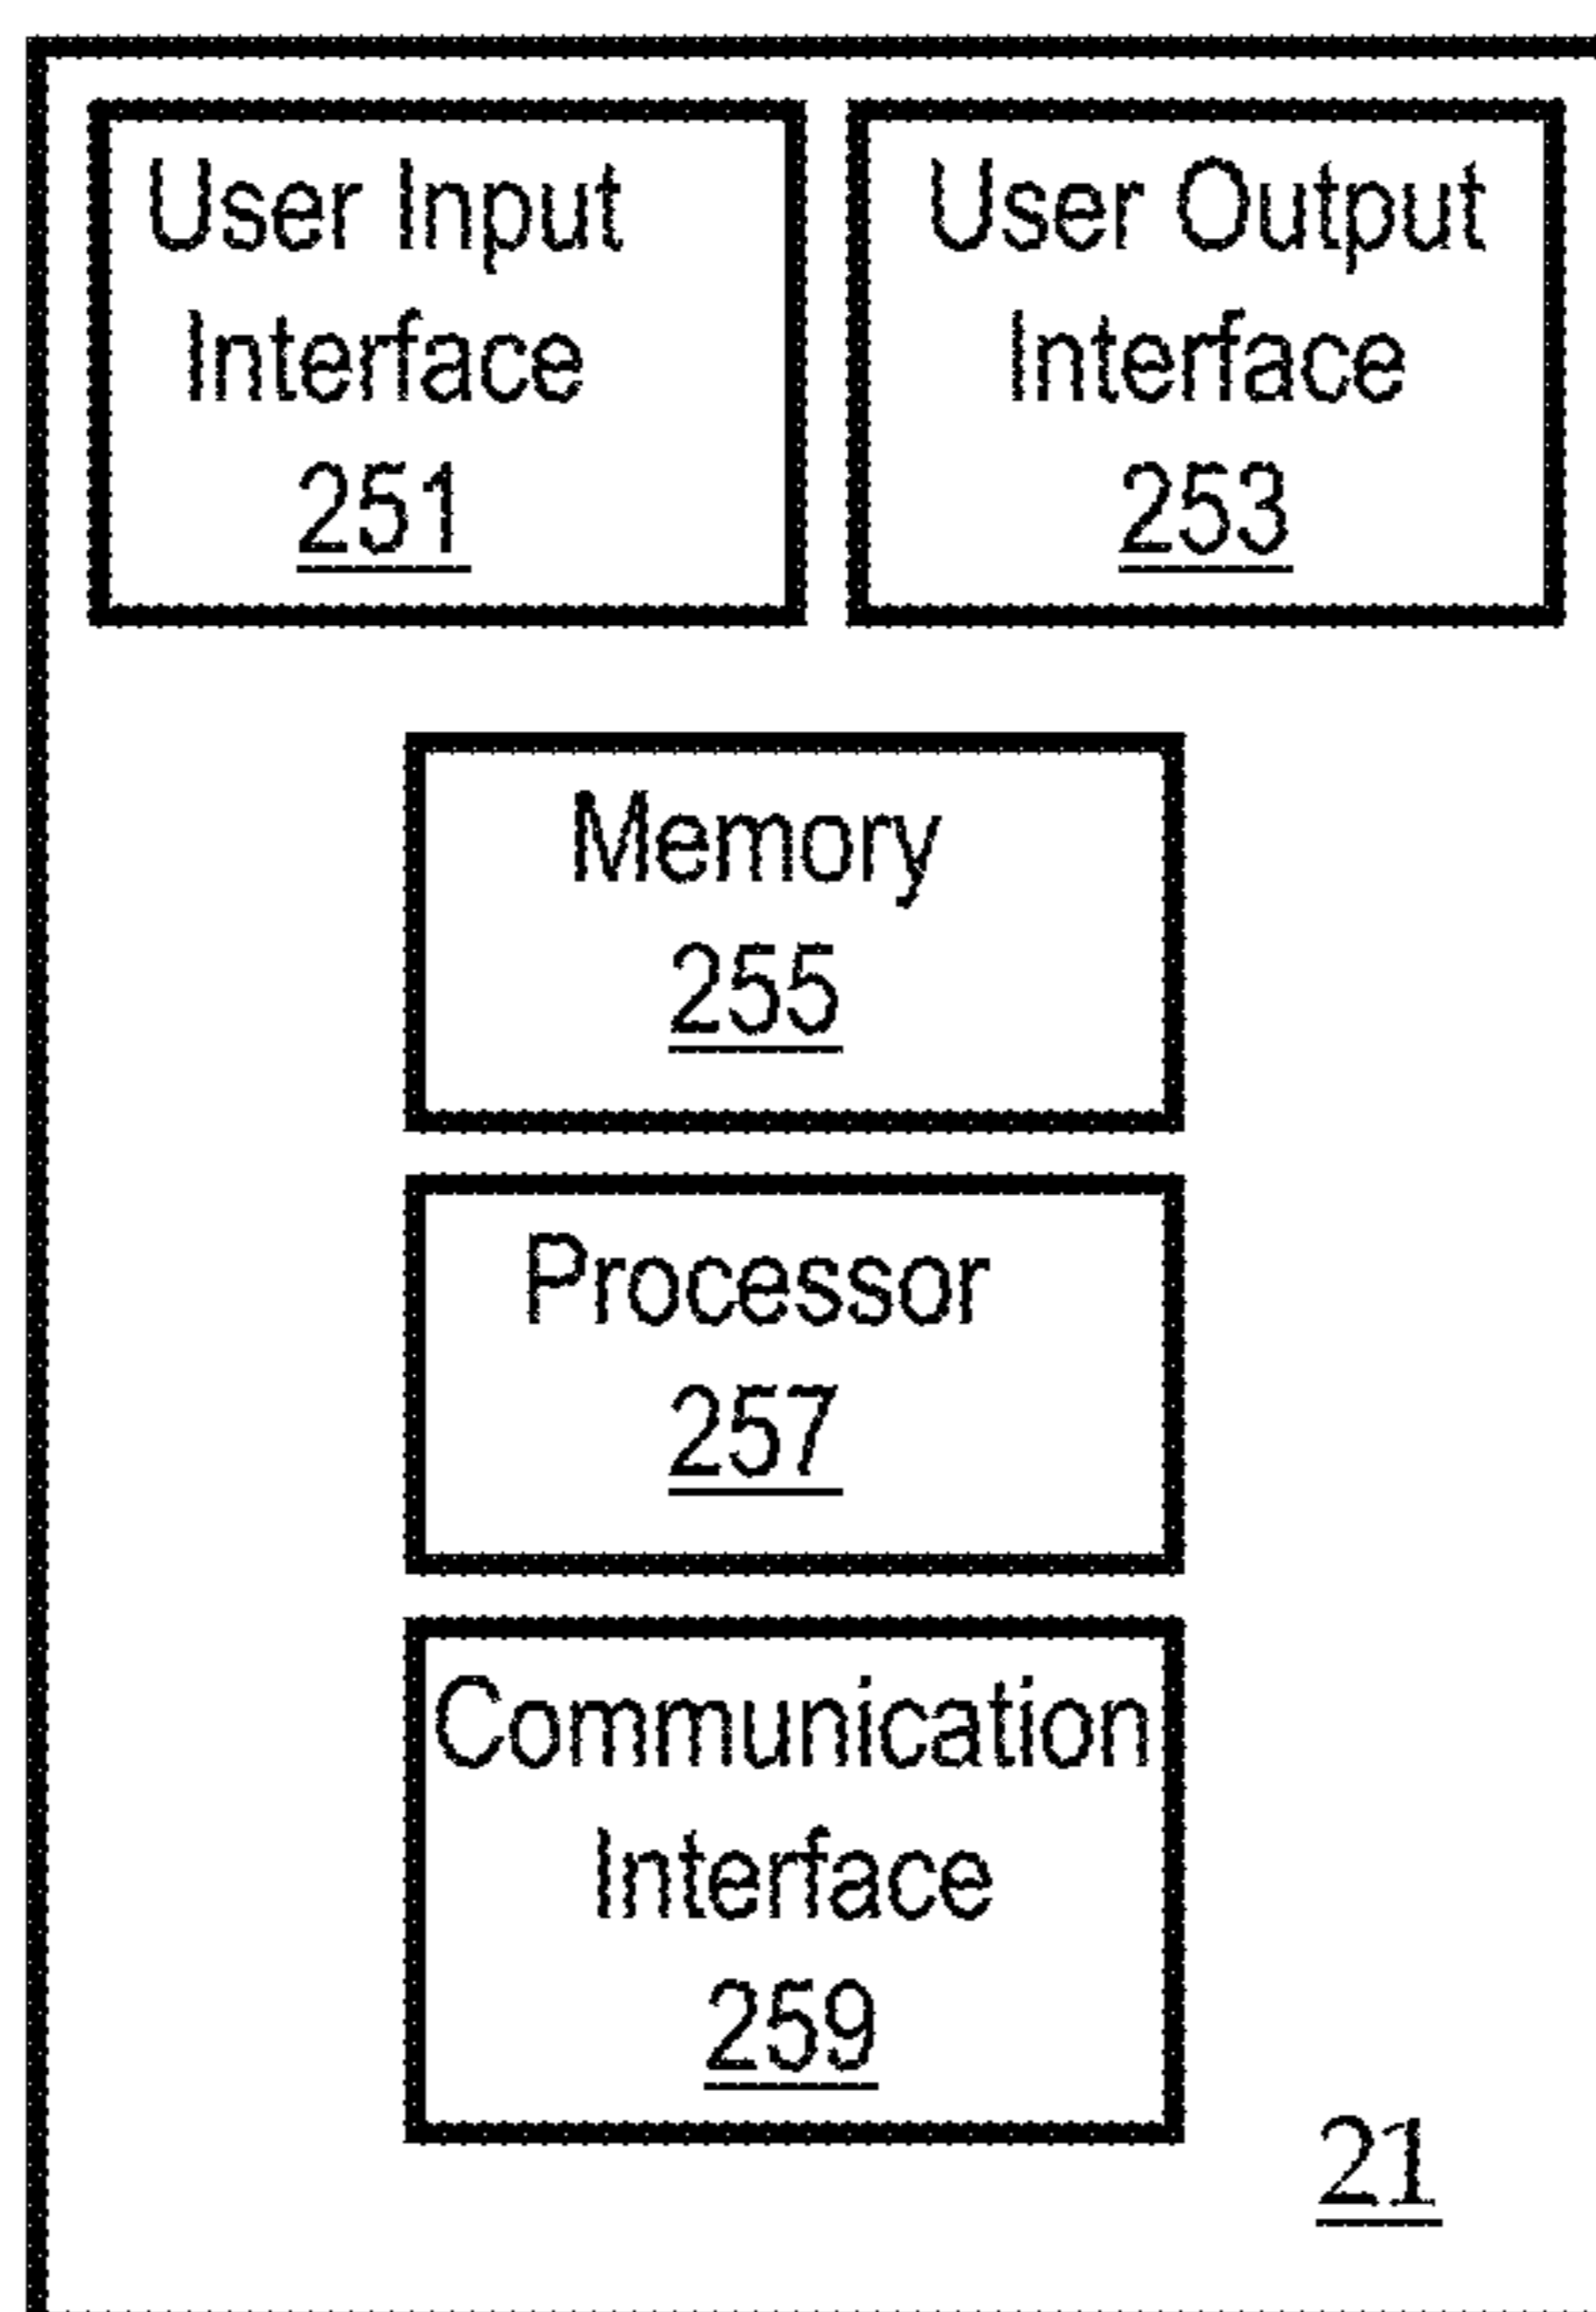 User Input
Interface
251
User Output
Interface
253
Memory
255
Processor
257
Communication
Interface
259
21